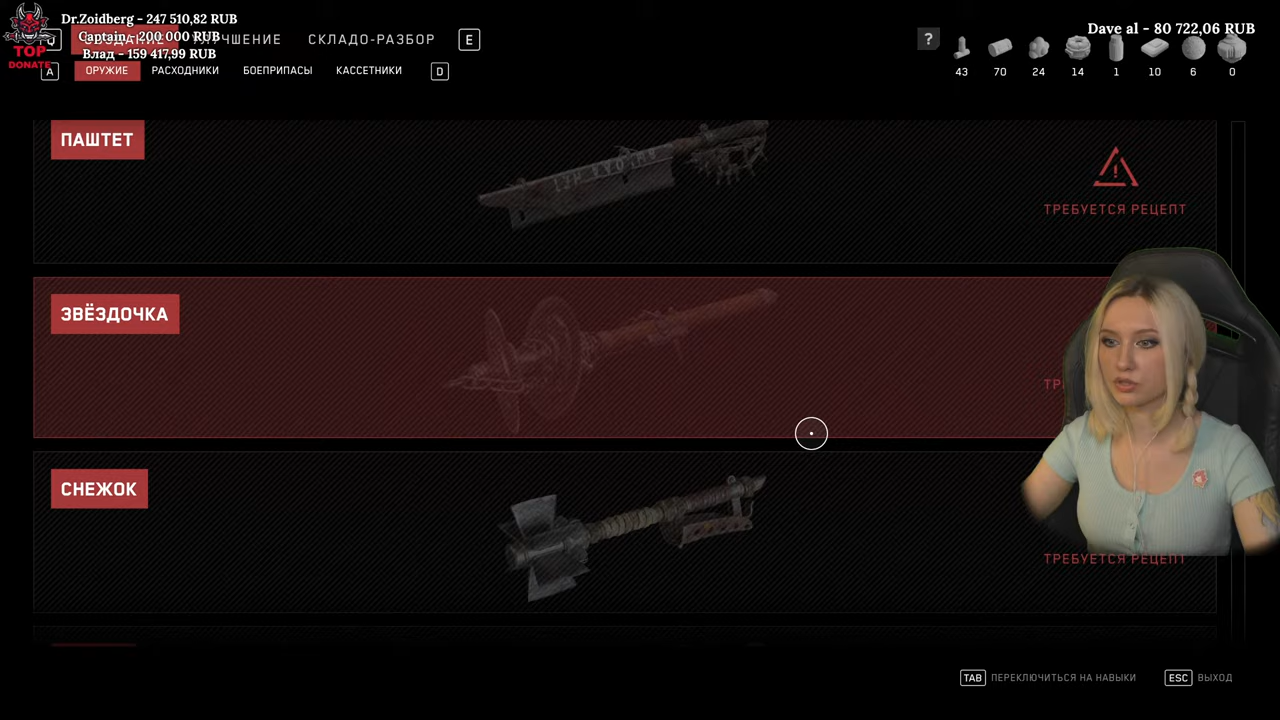 Dr.Zoidberg - 247 510,82 RUB
Captain - 200 000 RUB
Влад - 159 417,99 RUB
TOP
DONATE
УЛУЧШЕНИЕ
СКЛАДО-РАЗБОР
E
?
Dave al - 80 722,06 RUB
A
ОРУЖИЕ
РАСХОДНИКИ
БОЕПРИПАСЫ
КАССЕТНИКИ
D
43
70
24
14
1
10
6
0
ПАШТЕТ
ТРЕБУЕТСЯ РЕЦЕПТ
ЗВЁЗДОЧКА
СНЕЖОК
ТРЕБУЕТСЯ РЕЦЕПТ
TAB ПЕРЕКЛЮЧИТЬСЯ НА НАВЫКИ
ESC ВЫХОД